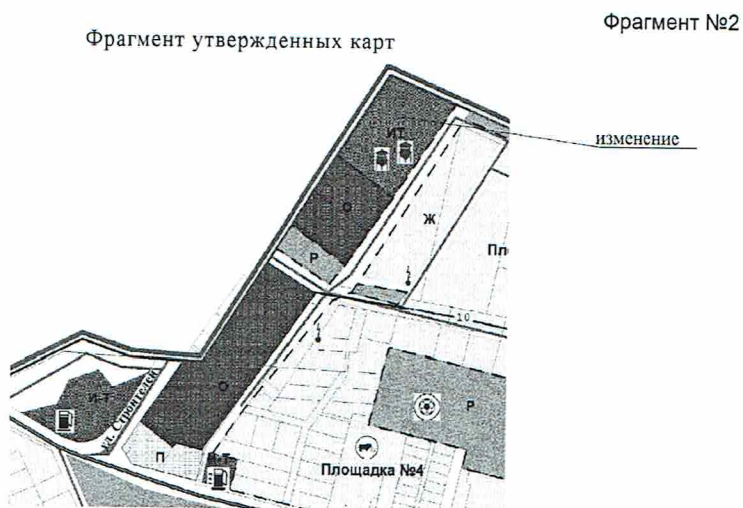 Фрагмент №2
Фрагмент утвержденных карт
ИТ
изменение
О
Ж
Р
10
О
И-Т
ул. Строителей
Р
П
И-Т
Площадка №4